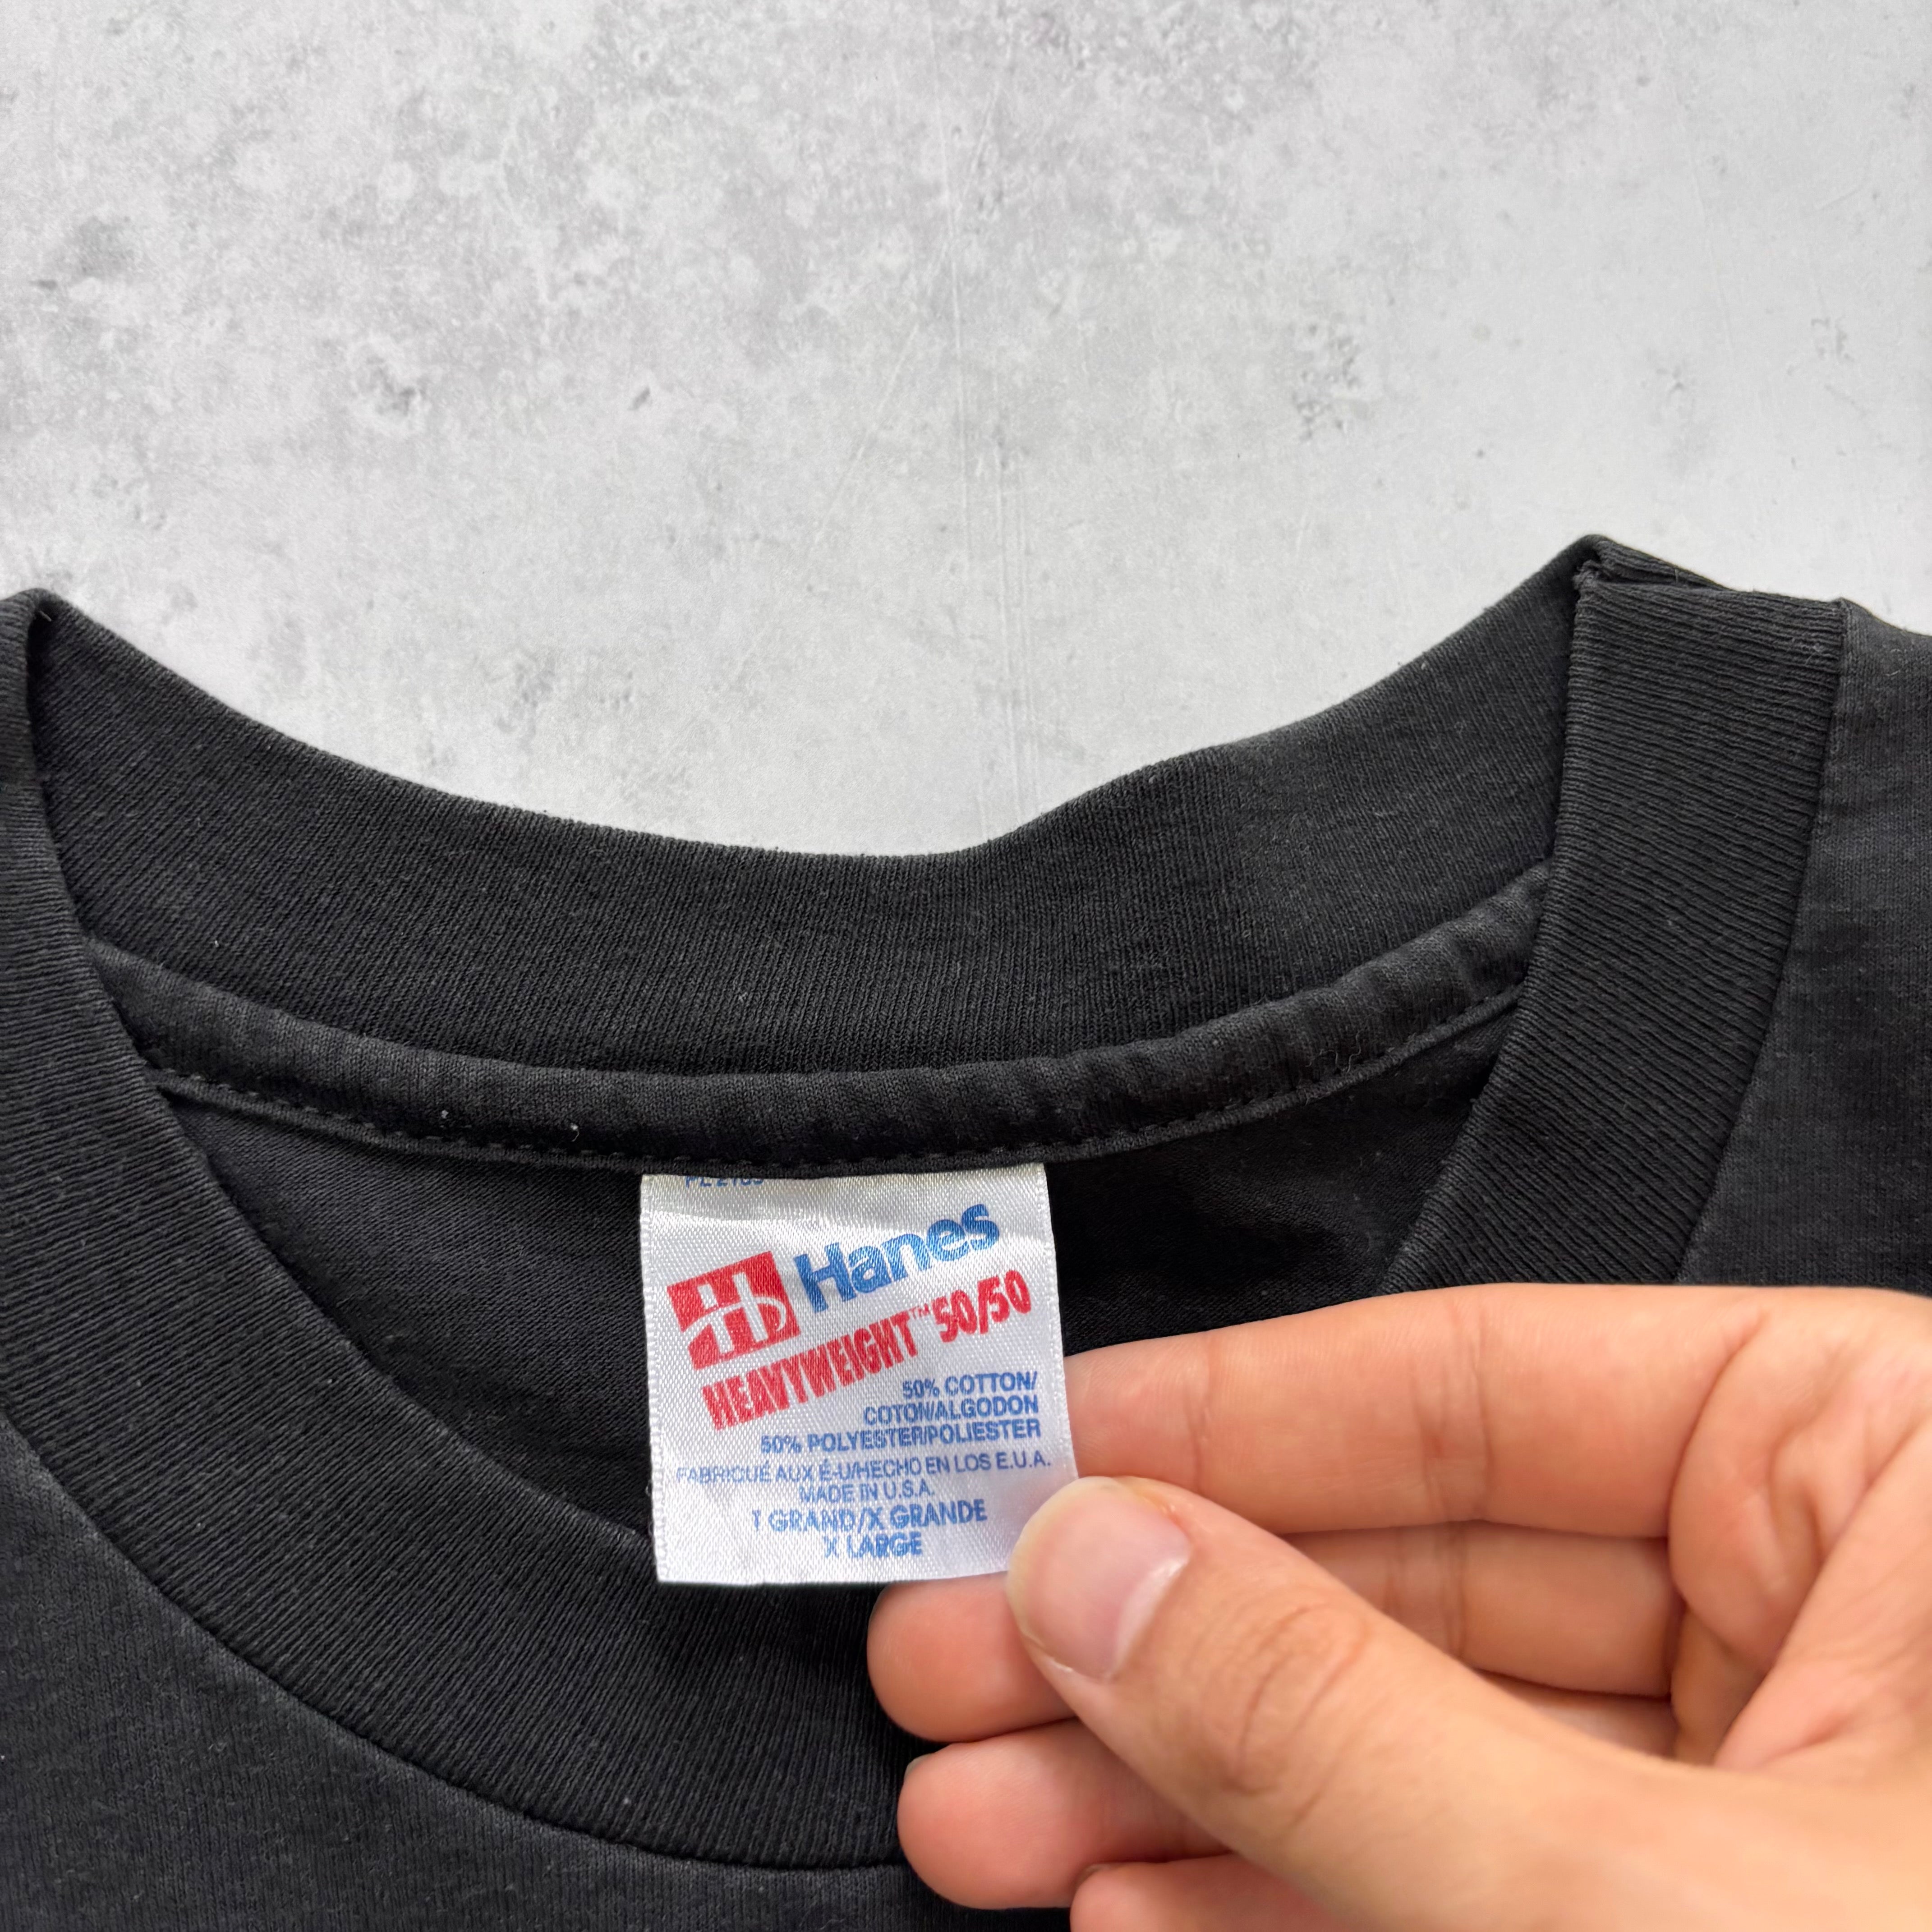 Hanes
HEAVYWEIGHT™ 50/50
50% COTTON/
COTON/ALGODON
50% POLYESTER/POLIESTER
FABRIQUÉ AUX É-U/HECHO EN LOS E.U.A.
MADE IN U.S.A.
T GRAND/X GRANDE
X LARGE